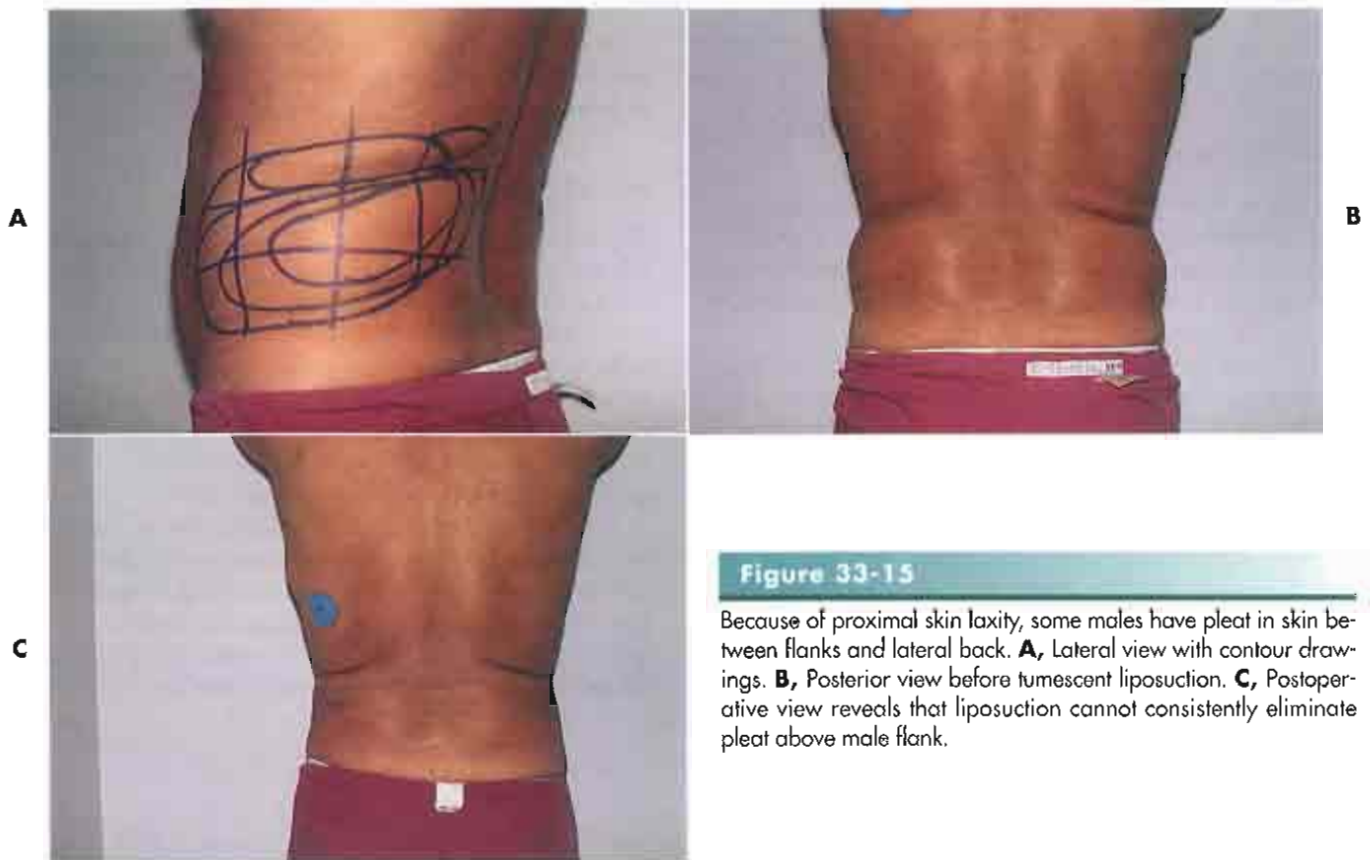 A
B
C
Figure 33-15
Because of proximal skin laxity, some males have pleat in skin be-
tween flanks and lateral back. A, Lateral view with contour draw-
ings. B, Posterior view before tumescent liposuction. C, Postoper-
ative view reveals that liposuction cannot consistently eliminate
pleat above male flank.